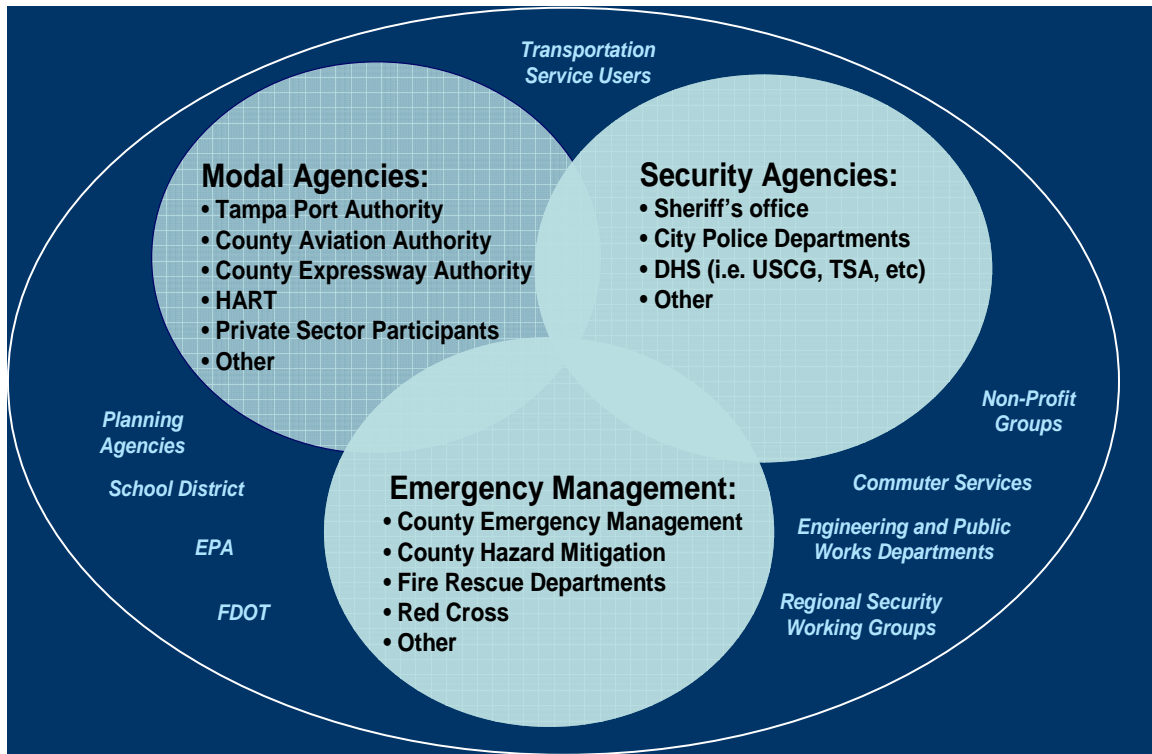 Transportation
Service Users
Modal Agencies:
• Tampa Port Authority
• County Aviation Authority
• County Expressway Authority
• HART
• Private Sector Participants
• Other
Security Agencies:
• Sheriff's office
• City Police Departments
• DHS (i.e. USCG, TSA, etc)
• Other
Planning
Agencies
School District
EPA
FDOT
Emergency Management:
• County Emergency Management
• County Hazard Mitigation
• Fire Rescue Departments
• Red Cross
• Other
Non-Profit
Groups
Commuter Services
Engineering and Public
Works Departments
Regional Security
Working Groups